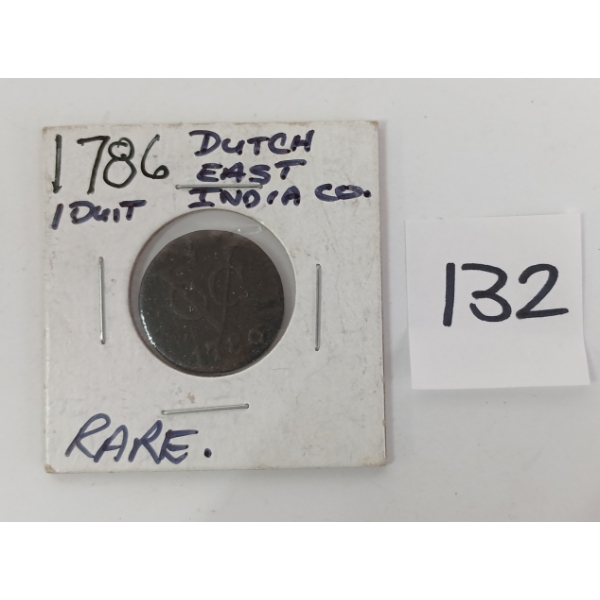 1786 DUTCH
EAST
1 DUIT INDIA CO.
RARE.
132